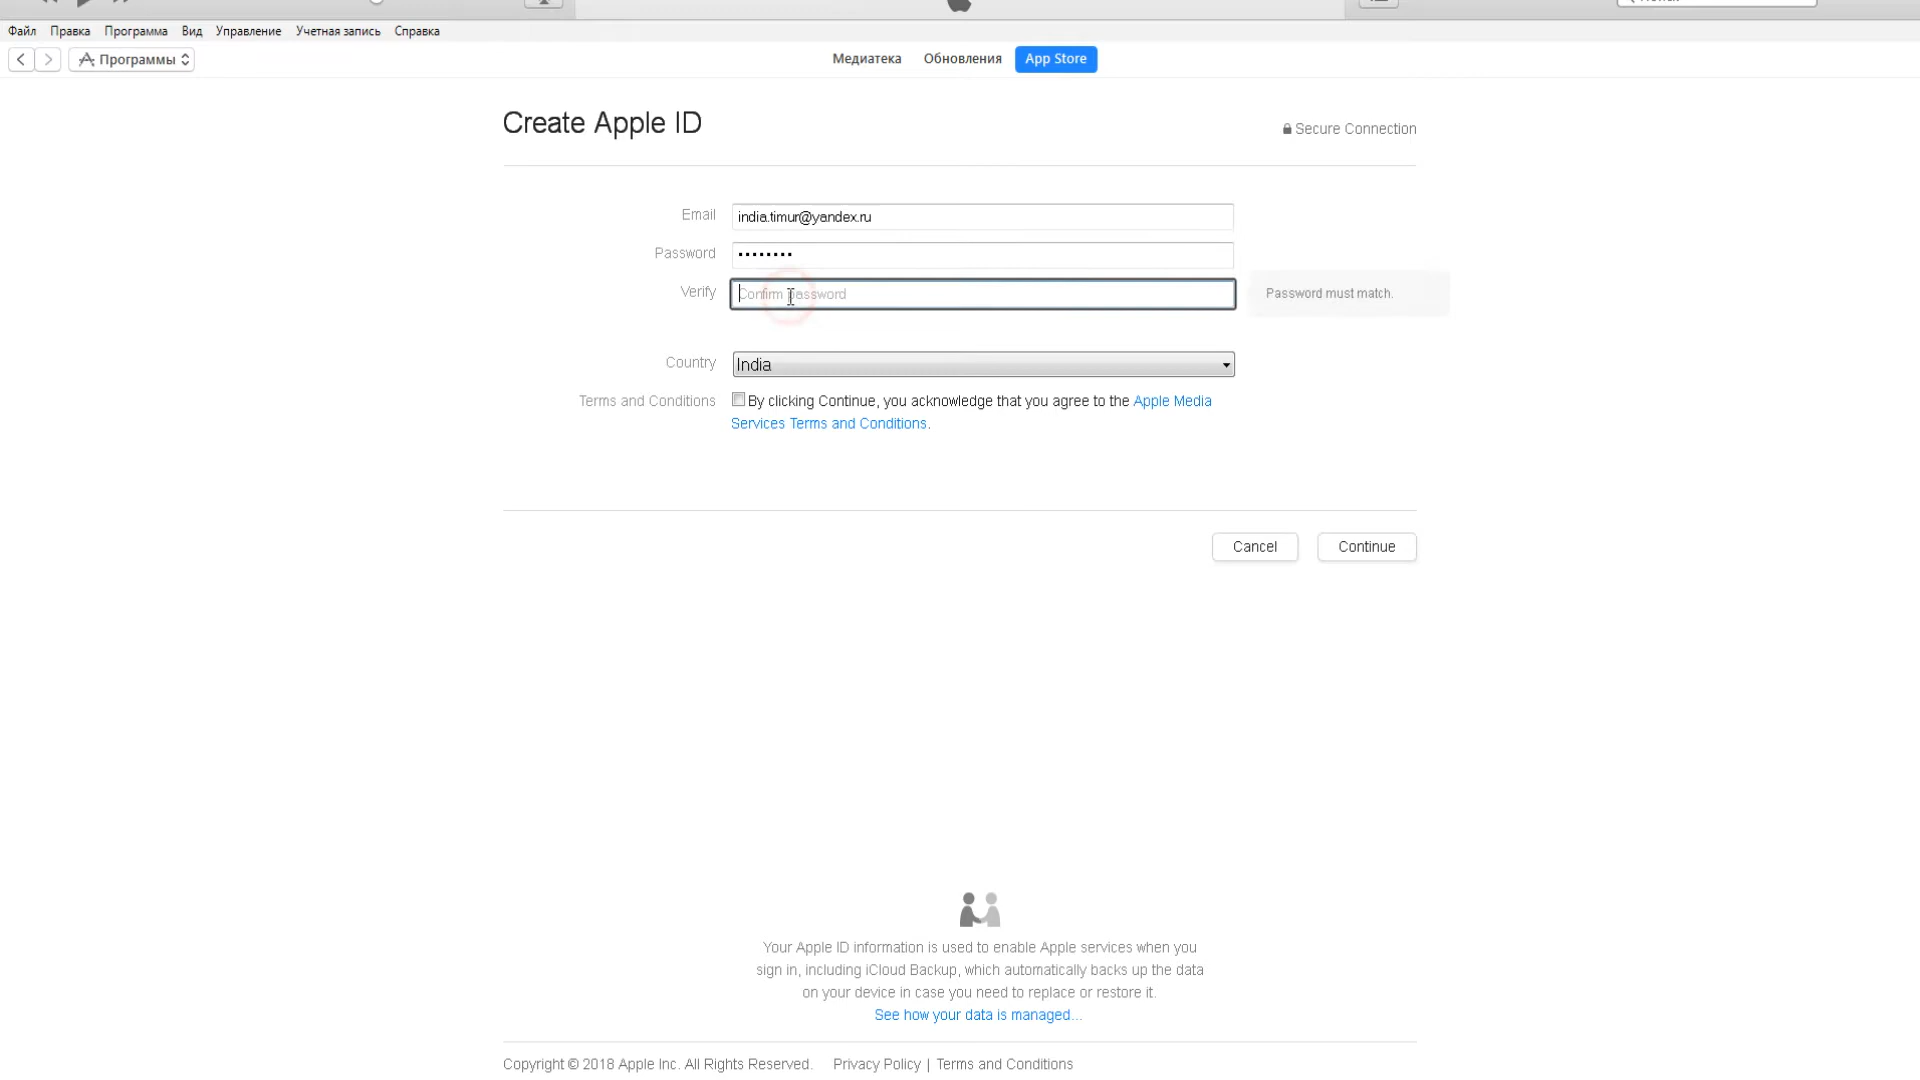 Файл Правка Программа Вид Управление Учетная запись Справка
Программы Медиатека Обновления App Store
Create Apple ID
Secure Connection
Email india.timur@yandex.ru
Password ••••••••
Verify Confirm password Password must match.
Country India
Terms and Conditions By clicking Continue, you acknowledge that you agree to the Apple Media
Services Terms and Conditions.
Cancel Continue
Your Apple ID information is used to enable Apple services when you
sign in, including iCloud Backup, which automatically backs up the data
on your device in case you need to replace or restore it.
See how your data is managed...
Copyright © 2018 Apple Inc. All Rights Reserved. Privacy Policy | Terms and Conditions